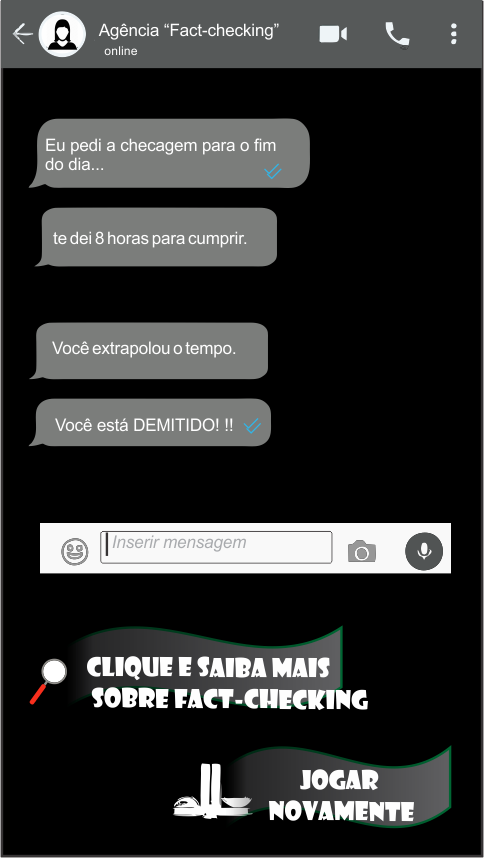 Agência “Fact-checking”
online
Eu pedi a checagem para o fim
do dia...
te dei 8 horas para cumprir.
Você extrapolou o tempo.
Você está DEMITIDO! !!
Inserir mensagem
CLIQUE E SAIBA MAIS
SOBRE FACT-CHECKING
JOGAR
NOVAMENTE